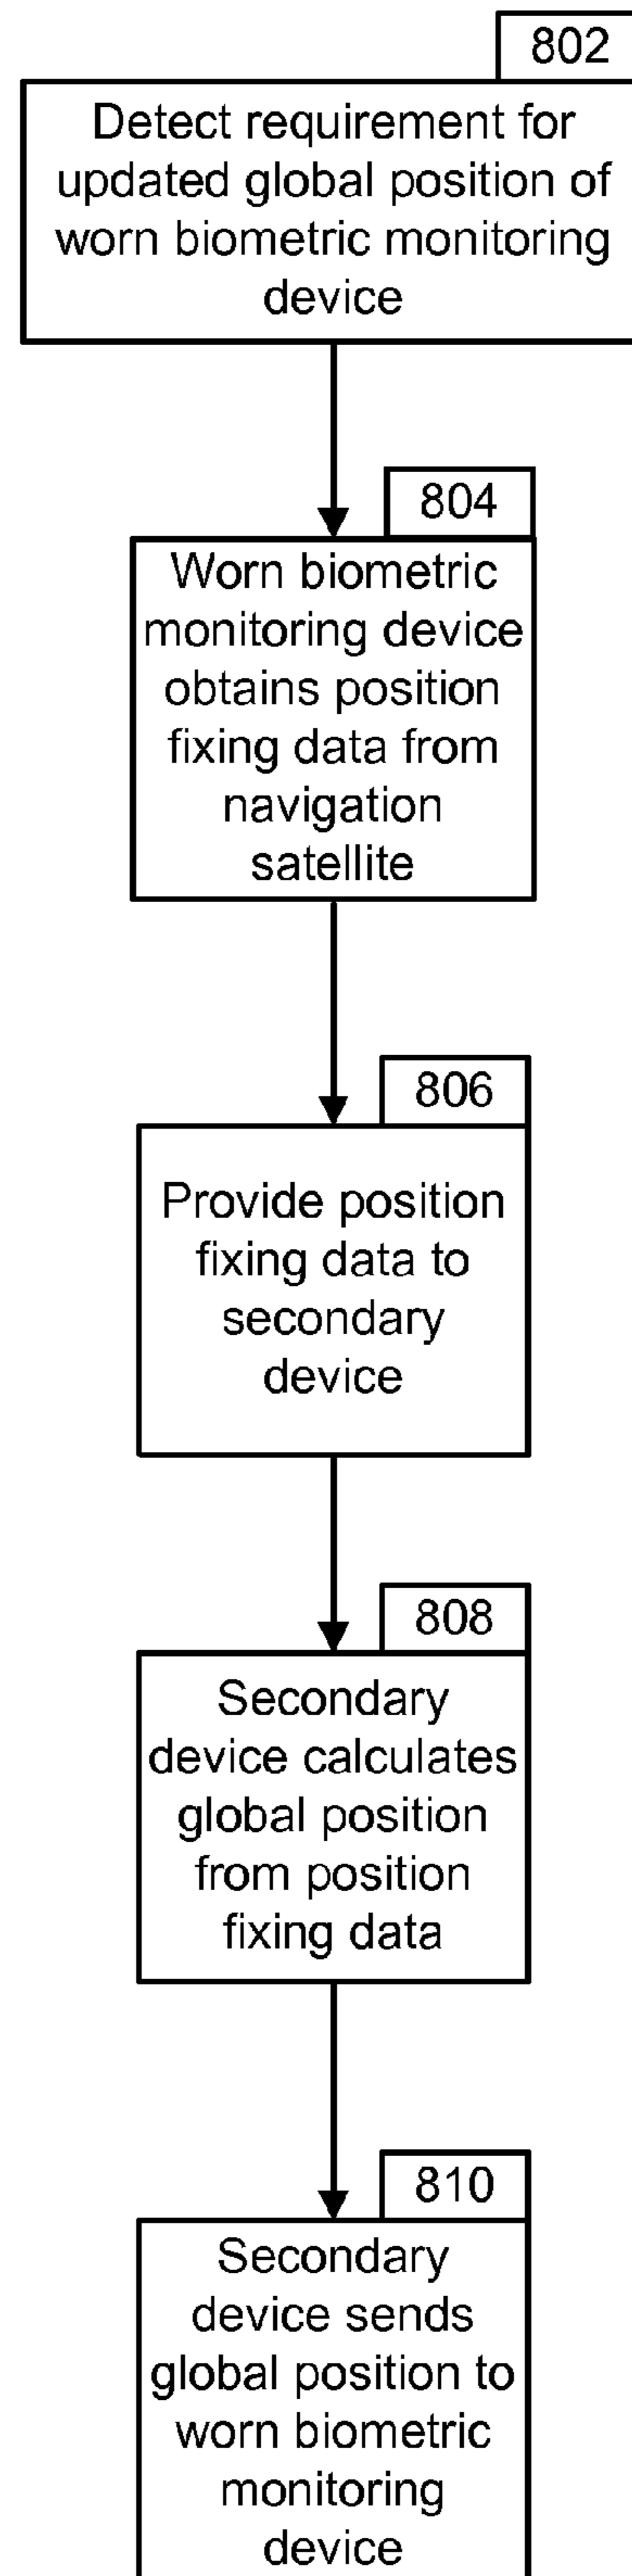 802
Detect requirement for
updated global position of
worn biometric monitoring
device
804
Worn biometric
monitoring device
obtains position
fixing data from
navigation
satellite
806
Provide position
fixing data to
secondary
device
808
Secondary
device calculates
global position
from position
fixing data
810
Secondary
device sends
global position to
worn biometric
monitoring
device